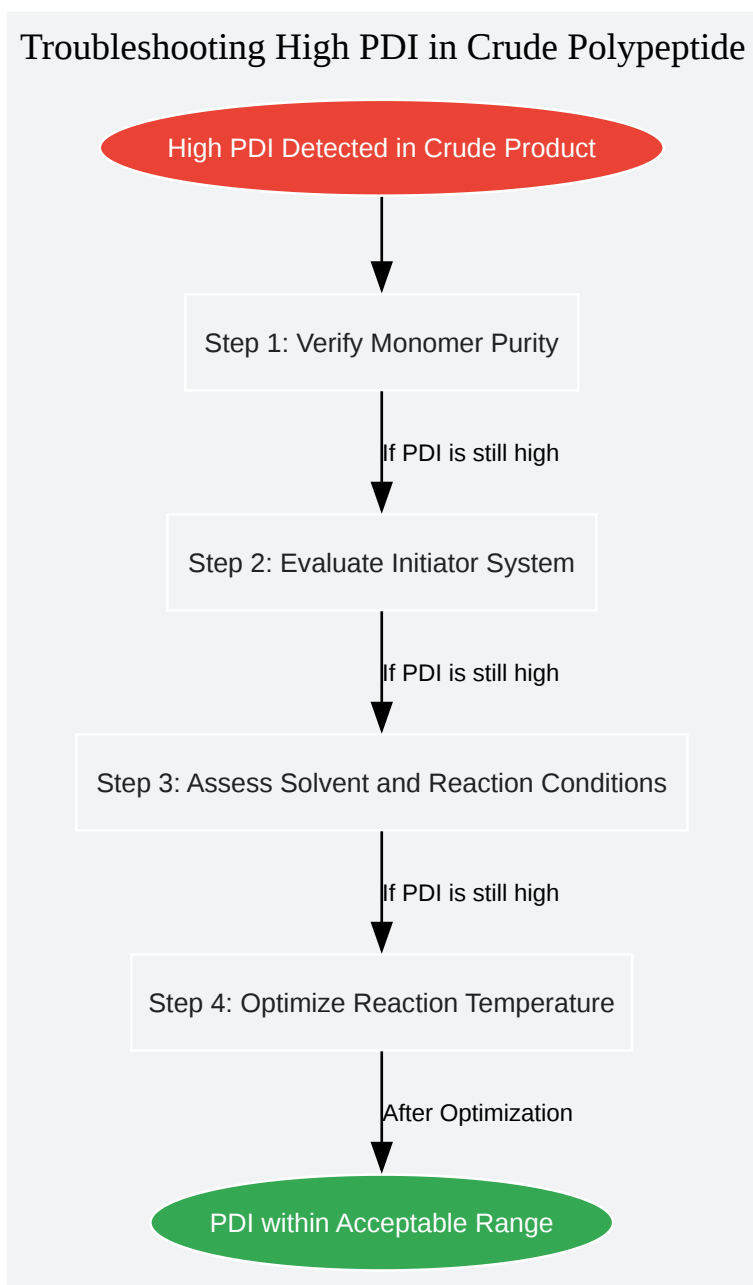 Troubleshooting High PDI in Crude Polypeptide
High PDI Detected in Crude Product
Step 1: Verify Monomer Purity
If PDI is still high
Step 2: Evaluate Initiator System
If PDI is still high
Step 3: Assess Solvent and Reaction Conditions
If PDI is still high
Step 4: Optimize Reaction Temperature
After Optimization
PDI within Acceptable Range